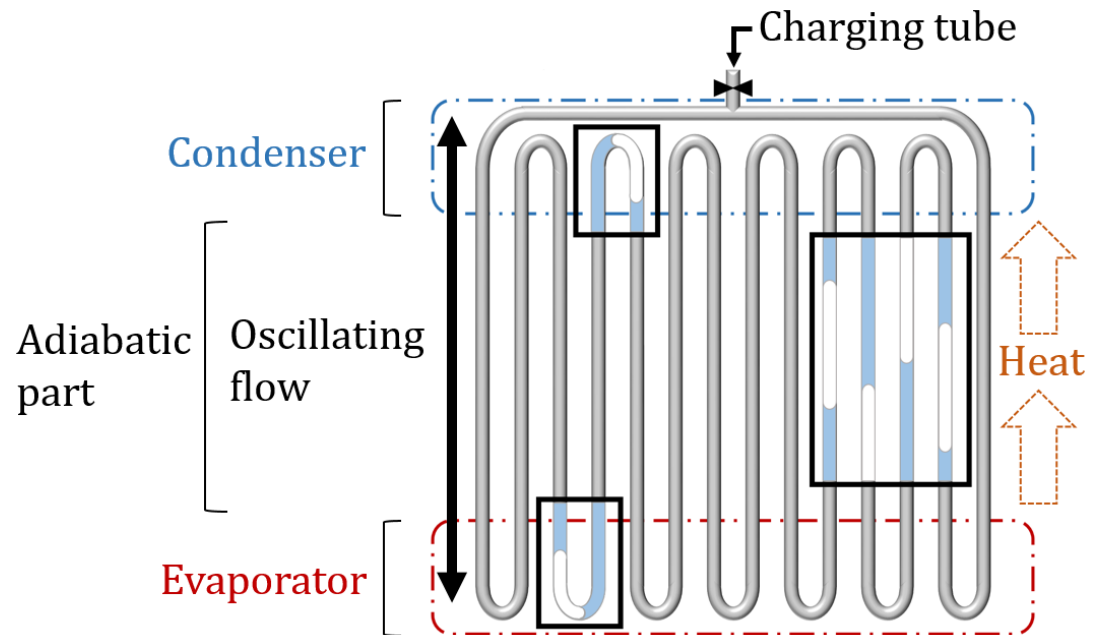 Charging tube
Condenser
Adiabatic
part
Oscillating
flow
Heat
Evaporator